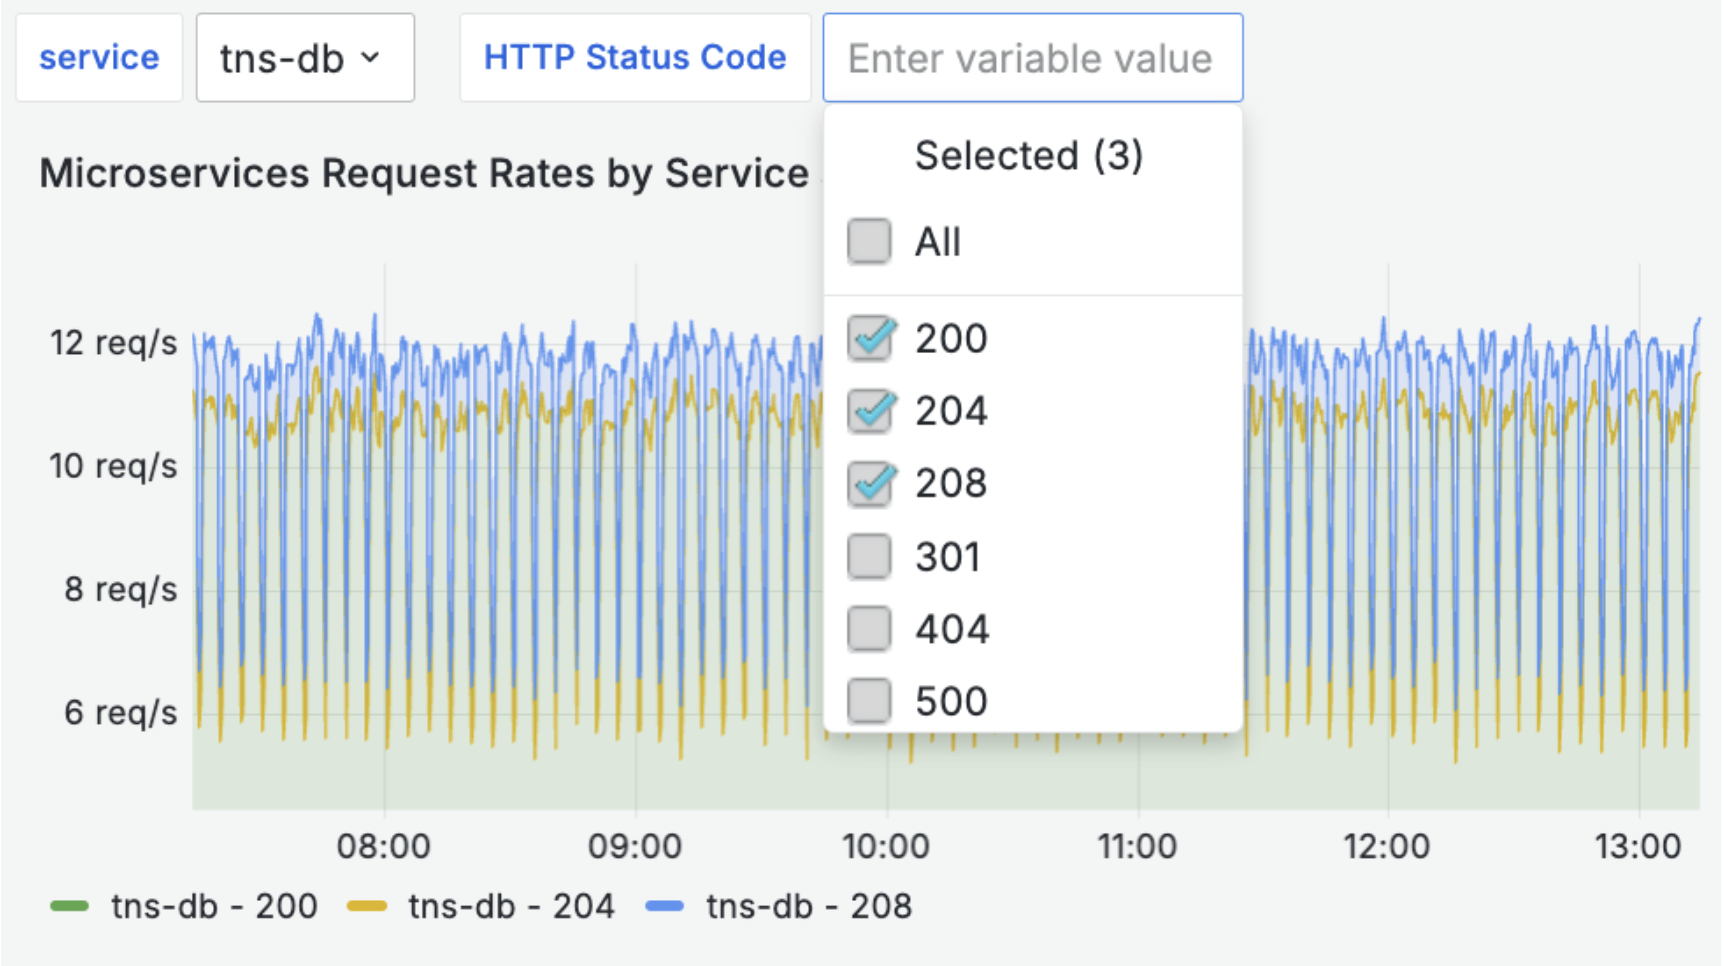 service tns-db HTTP Status Code Enter variable value
Microservices Request Rates by Service
Selected (3)
All
200
204
208
301
404
500
12 req/s
10 req/s
8 req/s
6 req/s
08:00 09:00 10:00 11:00 12:00 13:00
tns-db - 200 tns-db - 204 tns-db - 208